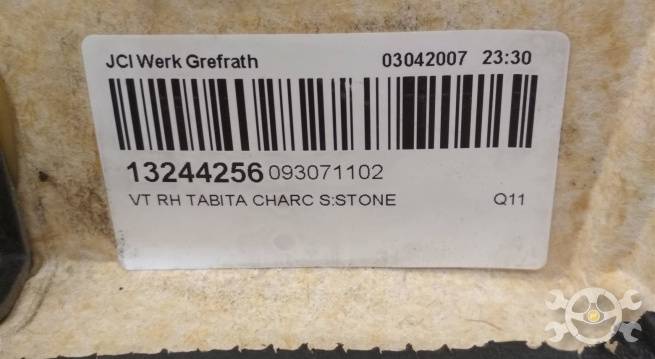 JCI Werk Grefrath 03042007 23:30
13244256 093071102
VT RH TABITA CHARC S:STONE Q11